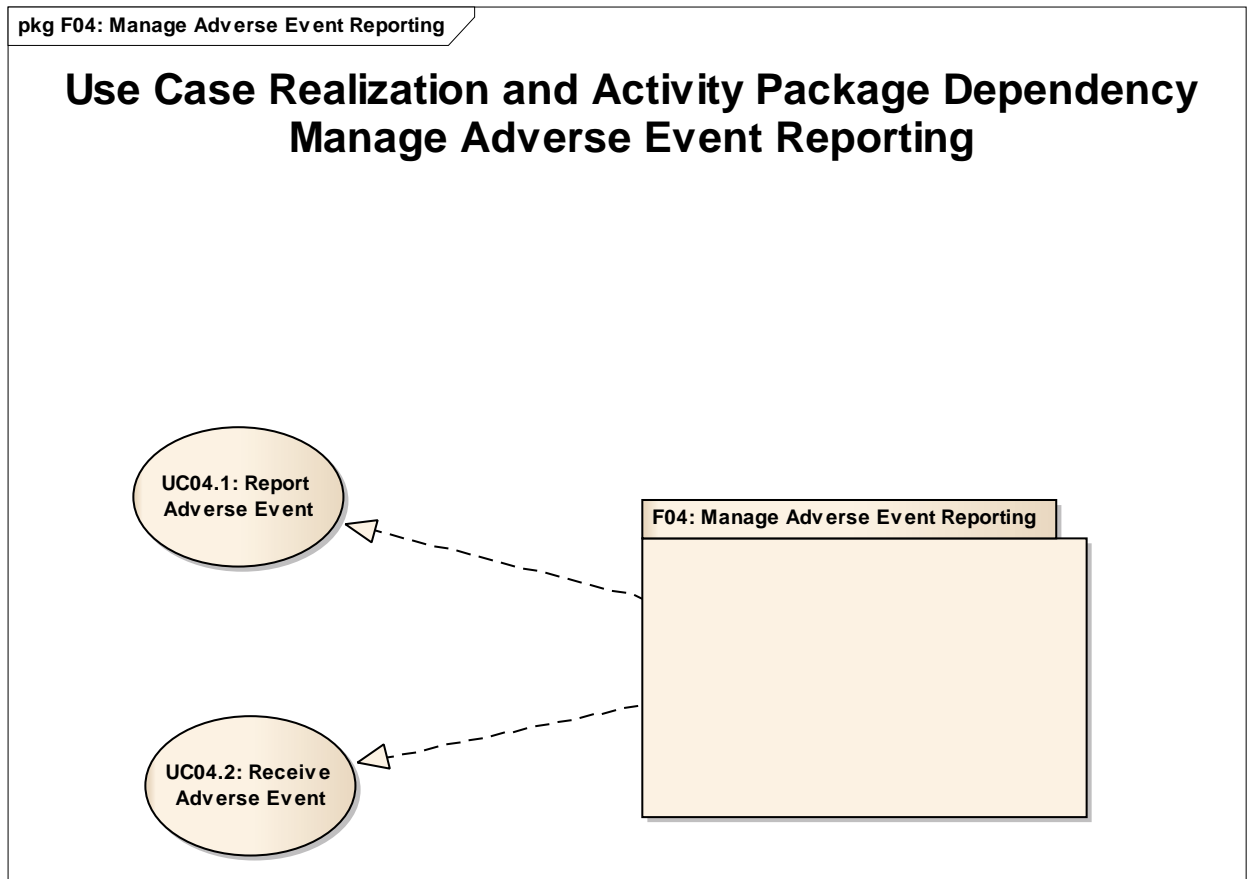 pkg F04: Manage Adverse Event Reporting
Use Case Realization and Activity Package Dependency
Manage Adverse Event Reporting
UC04.1: Report
Adverse Event
F04: Manage Adverse Event Reporting
UC04.2: Receive
Adverse Event